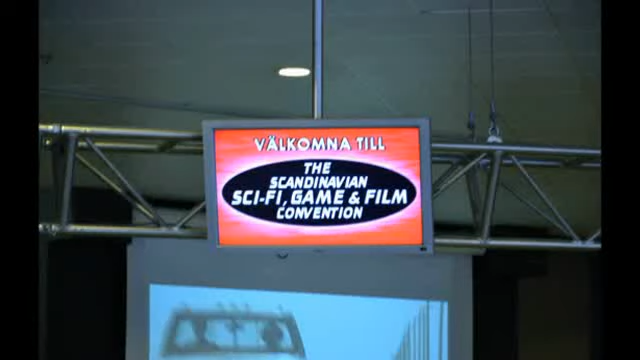 VÄLKOMNA TILL
THE
SCANDINAVIAN
SCI-FI, GAME & FILM
CONVENTION